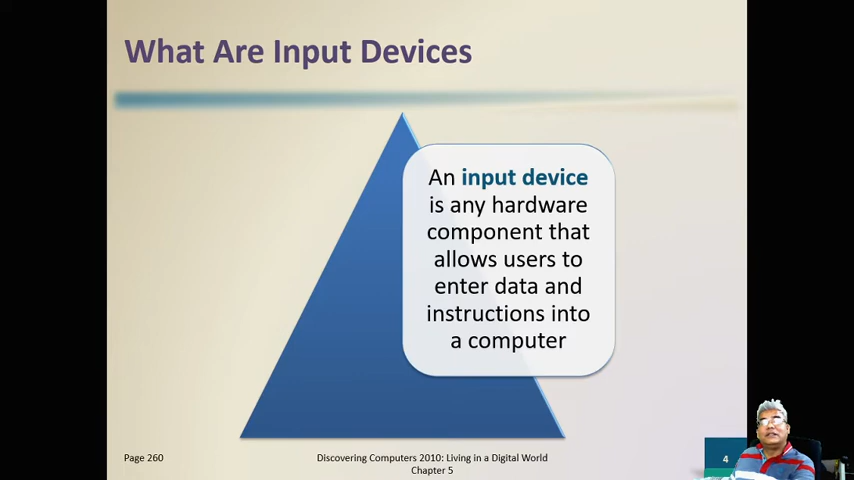 What Are Input Devices
An input device
is any hardware
component that
allows users to
enter data and
instructions into
a computer
Page 260
Discovering Computers 2010: Living in a Digital World
Chapter 5
4